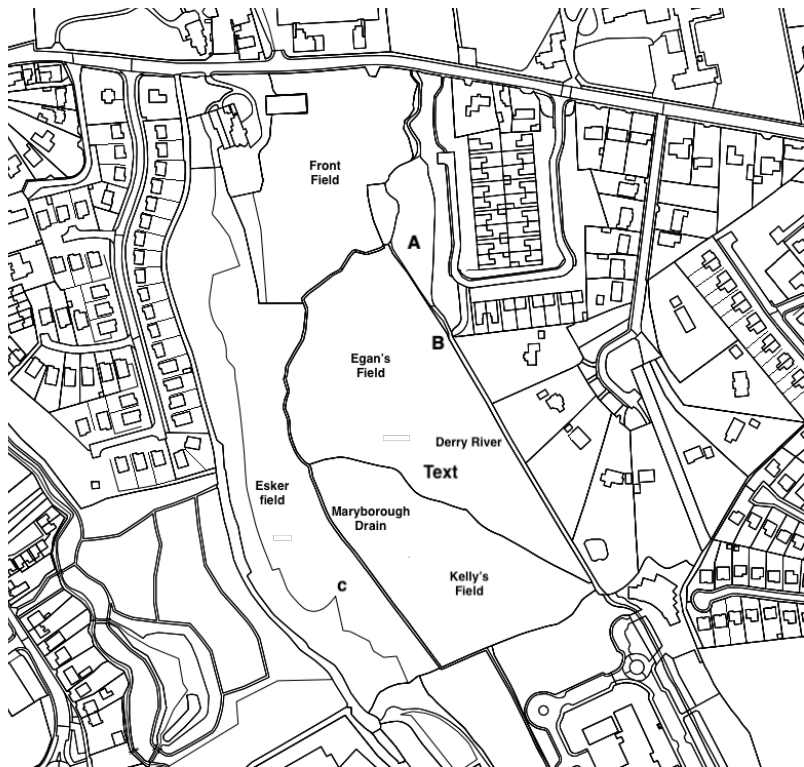 Front
Field
A
B
Egan's
Field
Derry River
Text
Esker
field
Maryborough
Drain
c
Kelly's
Field